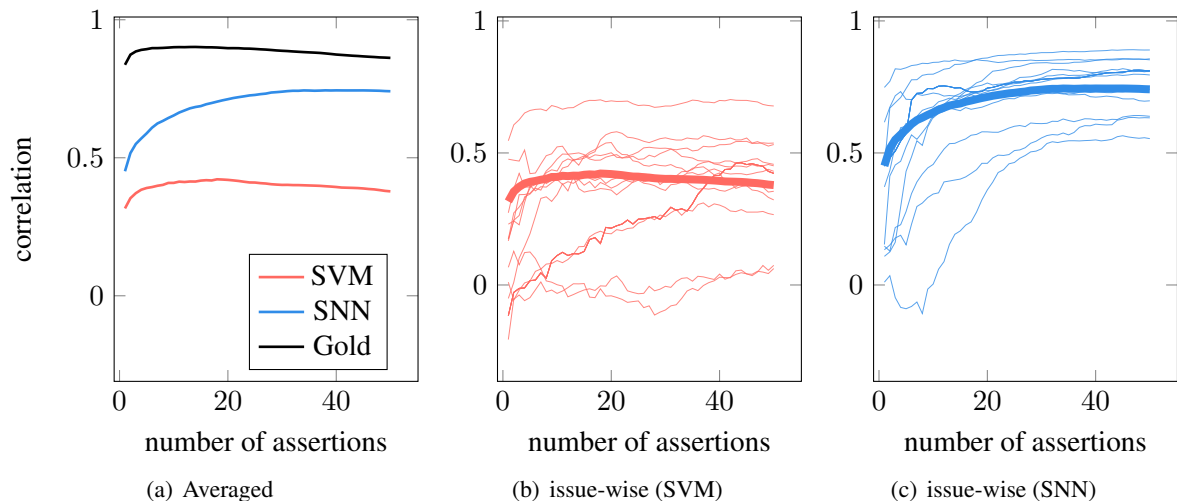 correlation
1
0.5
0
SVM
SNN
Gold
0
20
40
number of assertions
(a) Averaged
1
0.5
0
0
20
40
number of assertions
(b) issue-wise (SVM)
1
0.5
0
0
20
40
number of assertions
(c) issue-wise (SNN)